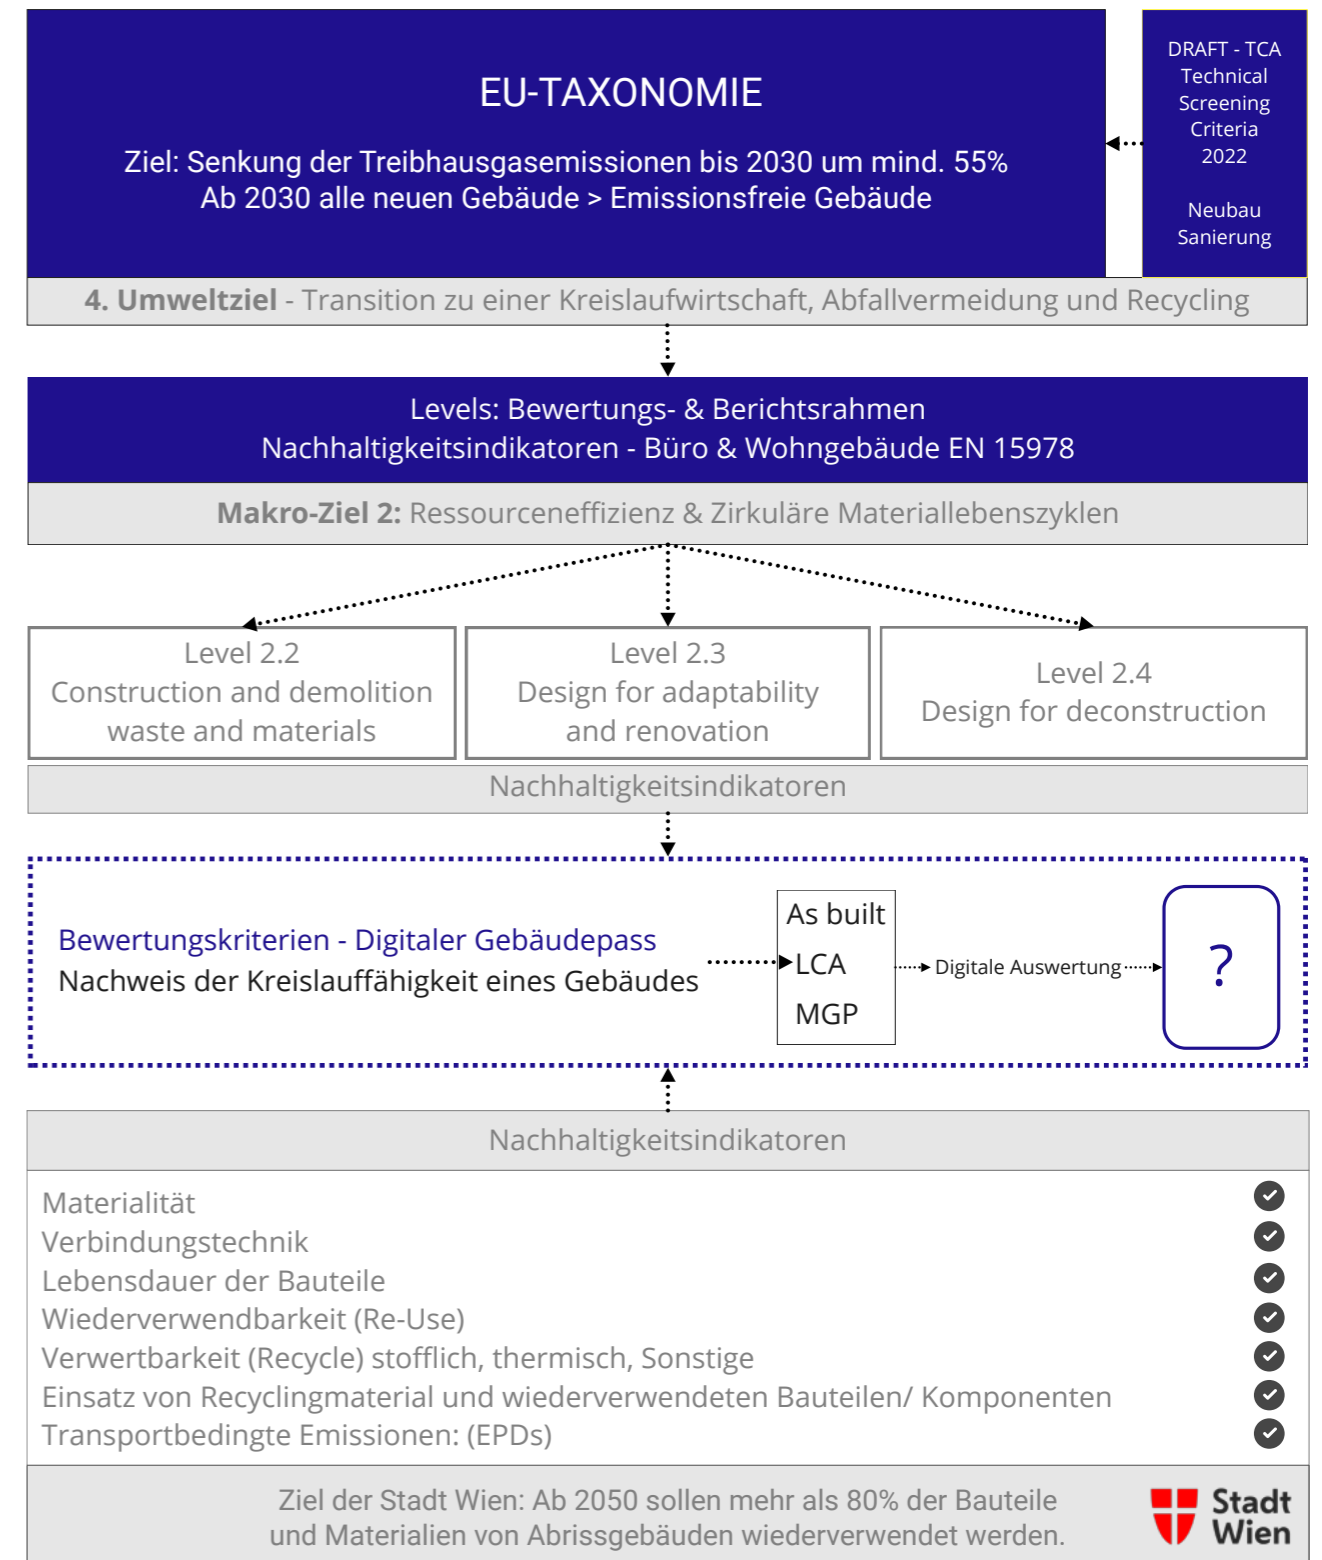 EU-TAXONOMIE
Ziel: Senkung der Treibhausgasemissionen bis 2030 um mind. 55%
Ab 2030 alle neuen Gebäude > Emissionsfreie Gebäude
DRAFT - TCA
Technical
Screening
Criteria
2022
Neubau
Sanierung
4. Umweltziel - Transition zu einer Kreislaufwirtschaft, Abfallvermeidung und Recycling
Levels: Bewertungs- & Berichtsrahmen
Nachhaltigkeitsindikatoren - Büro & Wohngebäude EN 15978
Makro-Ziel 2: Ressourceneffizienz & Zirkuläre Materiallebenszyklen
Level 2.2
Construction and demolition
waste and materials
Level 2.3
Design for adaptability
and renovation
Level 2.4
Design for deconstruction
Nachhaltigkeitsindikatoren
Bewertungskriterien - Digitaler Gebäudepass
Nachweis der Kreislauffähigkeit eines Gebäudes
As built
LCA
MGP
Digitale Auswertung
?
Nachhaltigkeitsindikatoren
Materialität
Verbindungstechnik
Lebensdauer der Bauteile
Wiederverwendbarkeit (Re-Use)
Verwertbarkeit (Recycle) stofflich, thermisch, Sonstige
Einsatz von Recyclingmaterial und wiederverwendeten Bauteilen/ Komponenten
Transportbedingte Emissionen: (EPDs)
Ziel der Stadt Wien: Ab 2050 sollen mehr als 80% der Bauteile
und Materialien von Abrissgebäuden wiederverwendet werden.
Stadt
Wien